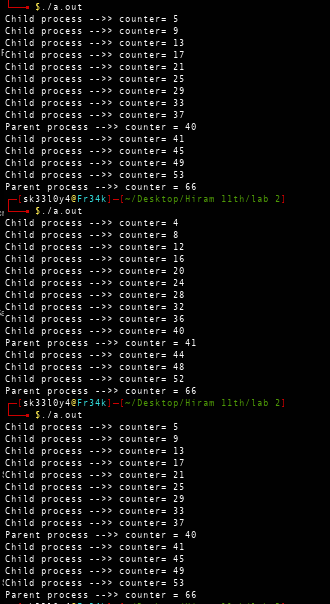 $./a.out
Child process -->> counter= 5
Child process -->> counter= 9
Child process -->> counter= 13
Child process -->> counter= 17
Child process -->> counter= 21
Child process -->> counter= 25
Child process -->> counter= 29
Child process -->> counter= 33
Child process -->> counter= 37
Parent process -->> counter = 40
Child process -->> counter= 41
Child process -->> counter= 45
Child process -->> counter= 49
Child process -->> counter= 53
Parent process -->> counter = 66
[sk33l0y4@Fr34k]-[~/Desktop/Hiram 11th/lab 2]
$./a.out
Child process -->> counter= 4
Child process -->> counter= 8
Child process -->> counter= 12
Child process -->> counter= 16
Child process -->> counter= 20
Child process -->> counter= 24
Child process -->> counter= 28
Child process -->> counter= 32
Child process -->> counter= 36
Child process -->> counter= 40
Parent process -->> counter = 41
Child process -->> counter= 44
Child process -->> counter= 48
Child process -->> counter= 52
Parent process -->> counter = 66
[sk33l0y4@Fr34k]-[~/Desktop/Hiram 11th/lab 2]
$./a.out
Child process -->> counter= 5
Child process -->> counter= 9
Child process -->> counter= 13
Child process -->> counter= 17
Child process -->> counter= 21
Child process -->> counter= 25
Child process -->> counter= 29
Child process -->> counter= 33
Child process -->> counter= 37
Parent process -->> counter = 40
Child process -->> counter= 41
Child process -->> counter= 45
Child process -->> counter= 49
Child process -->> counter= 53
Parent process -->> counter = 66